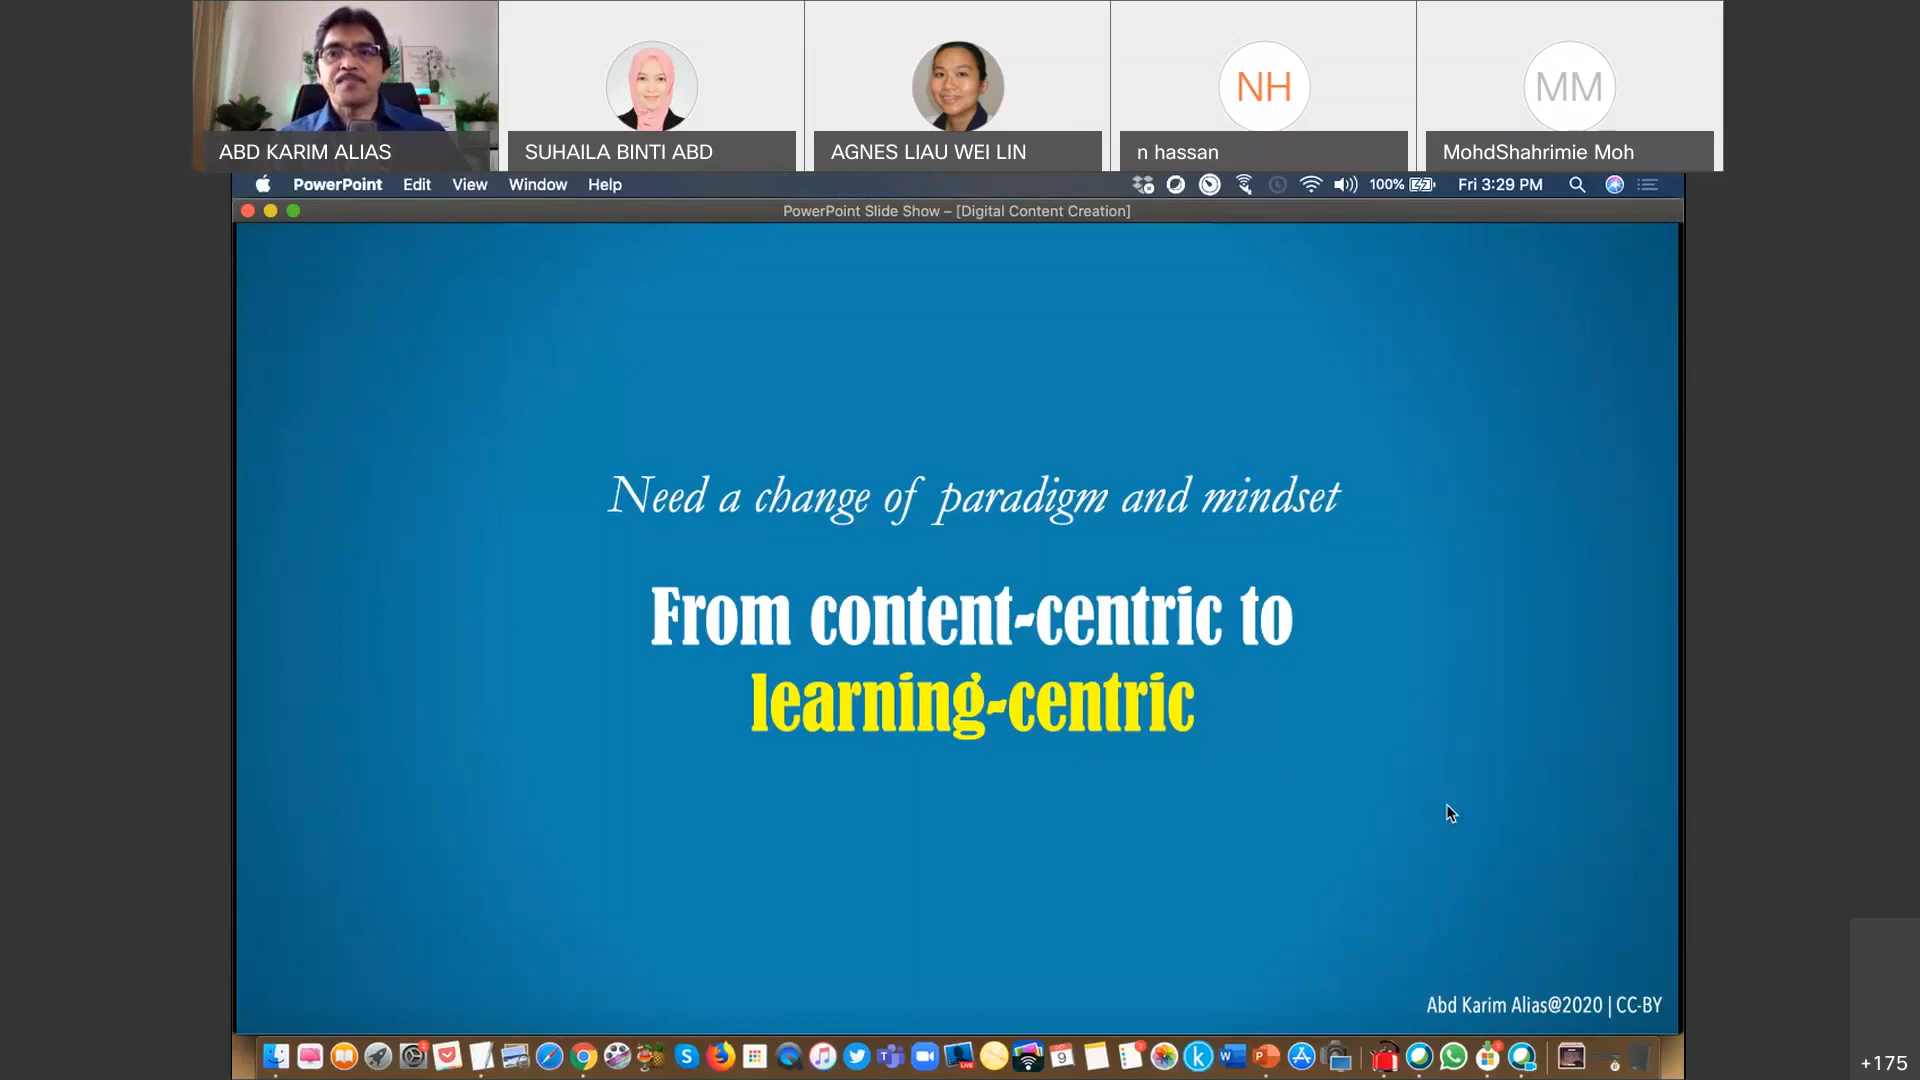 NH
MM
ABD KARIM ALIAS
SUHAILA BINTI ABD
AGNES LIAU WEI LIN
n hassan
MohdShahrimie Moh
PowerPoint Edit View Window Help 100% Fri 3:29 PM
PowerPoint Slide Show – [Digital Content Creation]
Need a change of paradigm and mindset
From content-centric to
learning-centric
Abd Karim Alias@2020 | CC-BY
+175